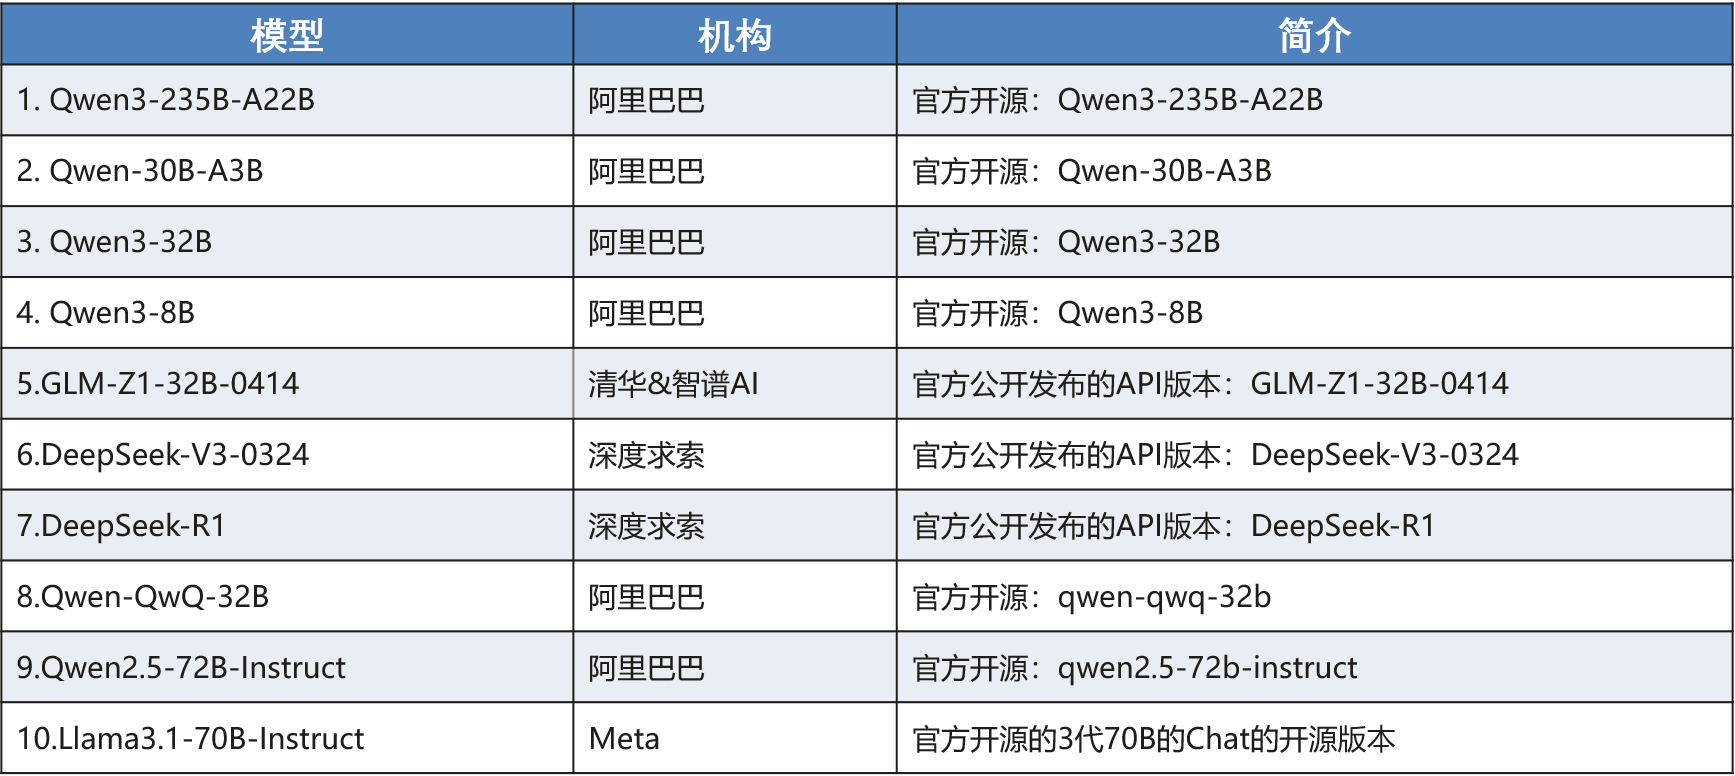 模型 机构 简介
1. Qwen3-235B-A22B 阿里巴巴 官方开源：Qwen3-235B-A22B
2. Qwen-30B-A3B 阿里巴巴 官方开源：Qwen-30B-A3B
3. Qwen3-32B 阿里巴巴 官方开源：Qwen3-32B
4. Qwen3-8B 阿里巴巴 官方开源：Qwen3-8B
5.GLM-Z1-32B-0414 清华&智谱AI 官方公开发布的API版本：GLM-Z1-32B-0414
6.DeepSeek-V3-0324 深度求索 官方公开发布的API版本：DeepSeek-V3-0324
7.DeepSeek-R1 深度求索 官方公开发布的API版本：DeepSeek-R1
8.Qwen-QwQ-32B 阿里巴巴 官方开源：qwen-qwq-32b
9.Qwen2.5-72B-Instruct 阿里巴巴 官方开源：qwen2.5-72b-instruct
10.Llama3.1-70B-Instruct Meta 官方开源的3代70B的Chat的开源版本